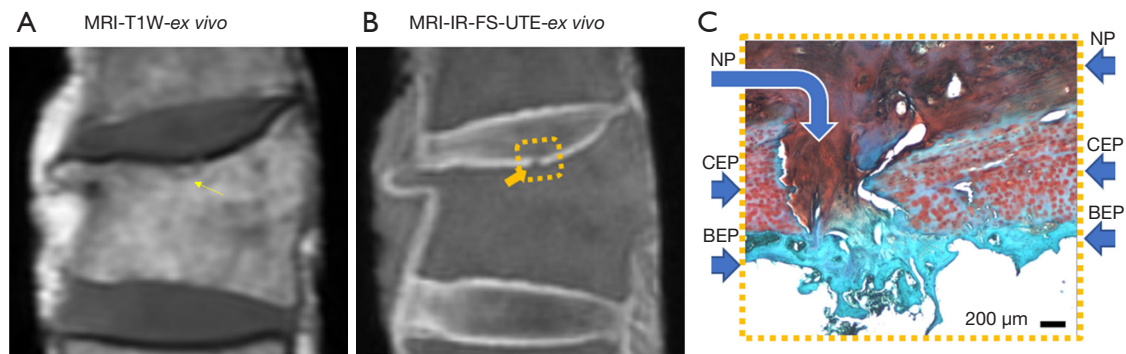 A MRI-T1W-ex vivo
B MRI-IR-FS-UTE-ex vivo
C
NP
NP
CEP
CEP
BEP
BEP
200 µm